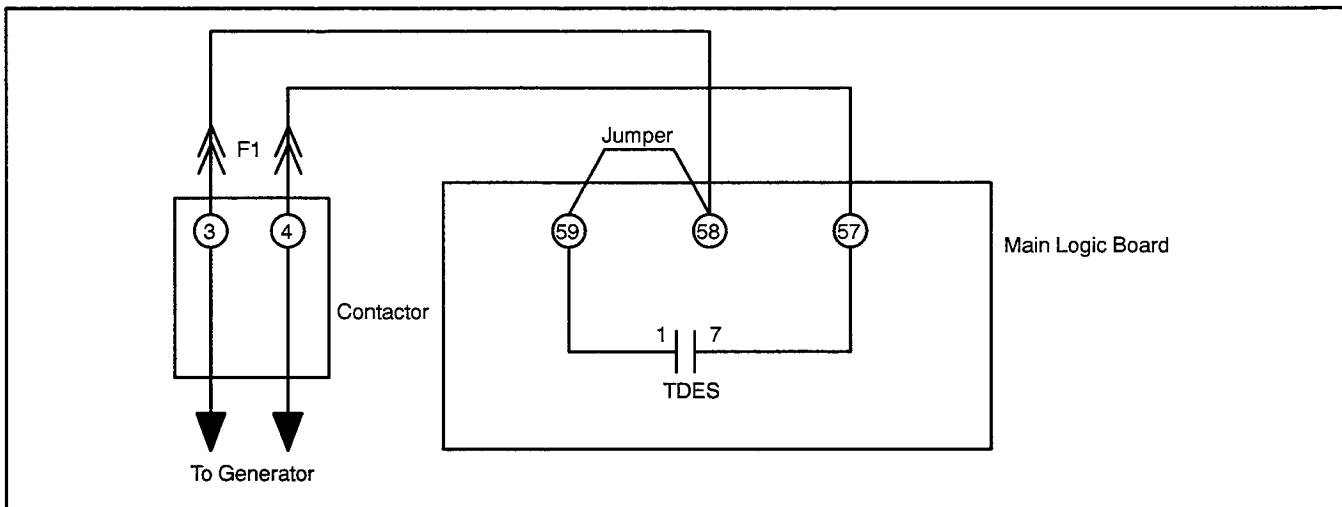 F1
Jumper
3
4
59
58
57
Main Logic Board
Contactor
1
7
TDES
To Generator